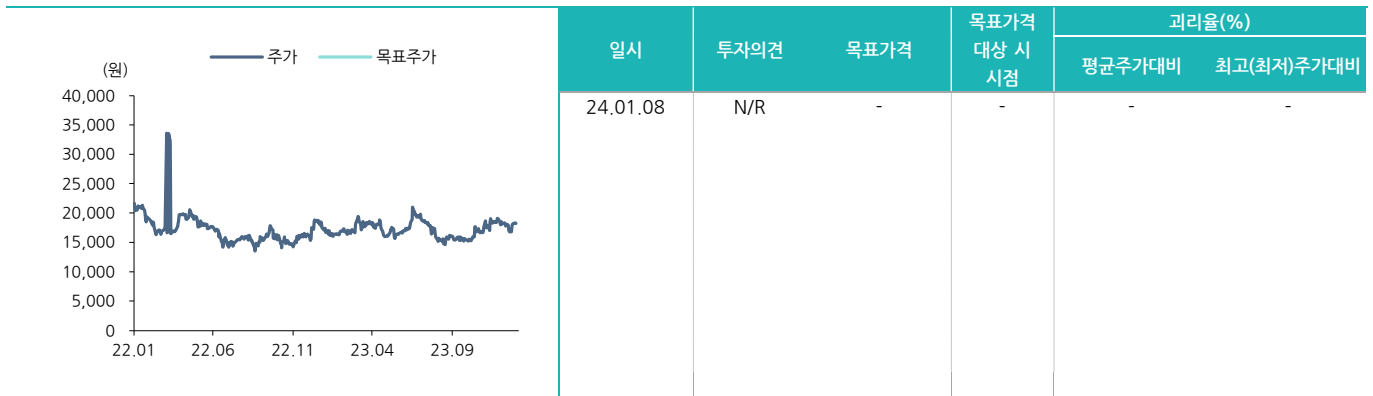 주가 목표주가
(원)
40,000
35,000
30,000
25,000
20,000
15,000
10,000
5,000
0
22.01 22.06 22.11 23.04 23.09
일시 투자의견 목표가격 목표가격
대상 시
시점
괴리율(%)
평균주가대비 최고(최저)주가대비
24.01.08 N/R - - - -